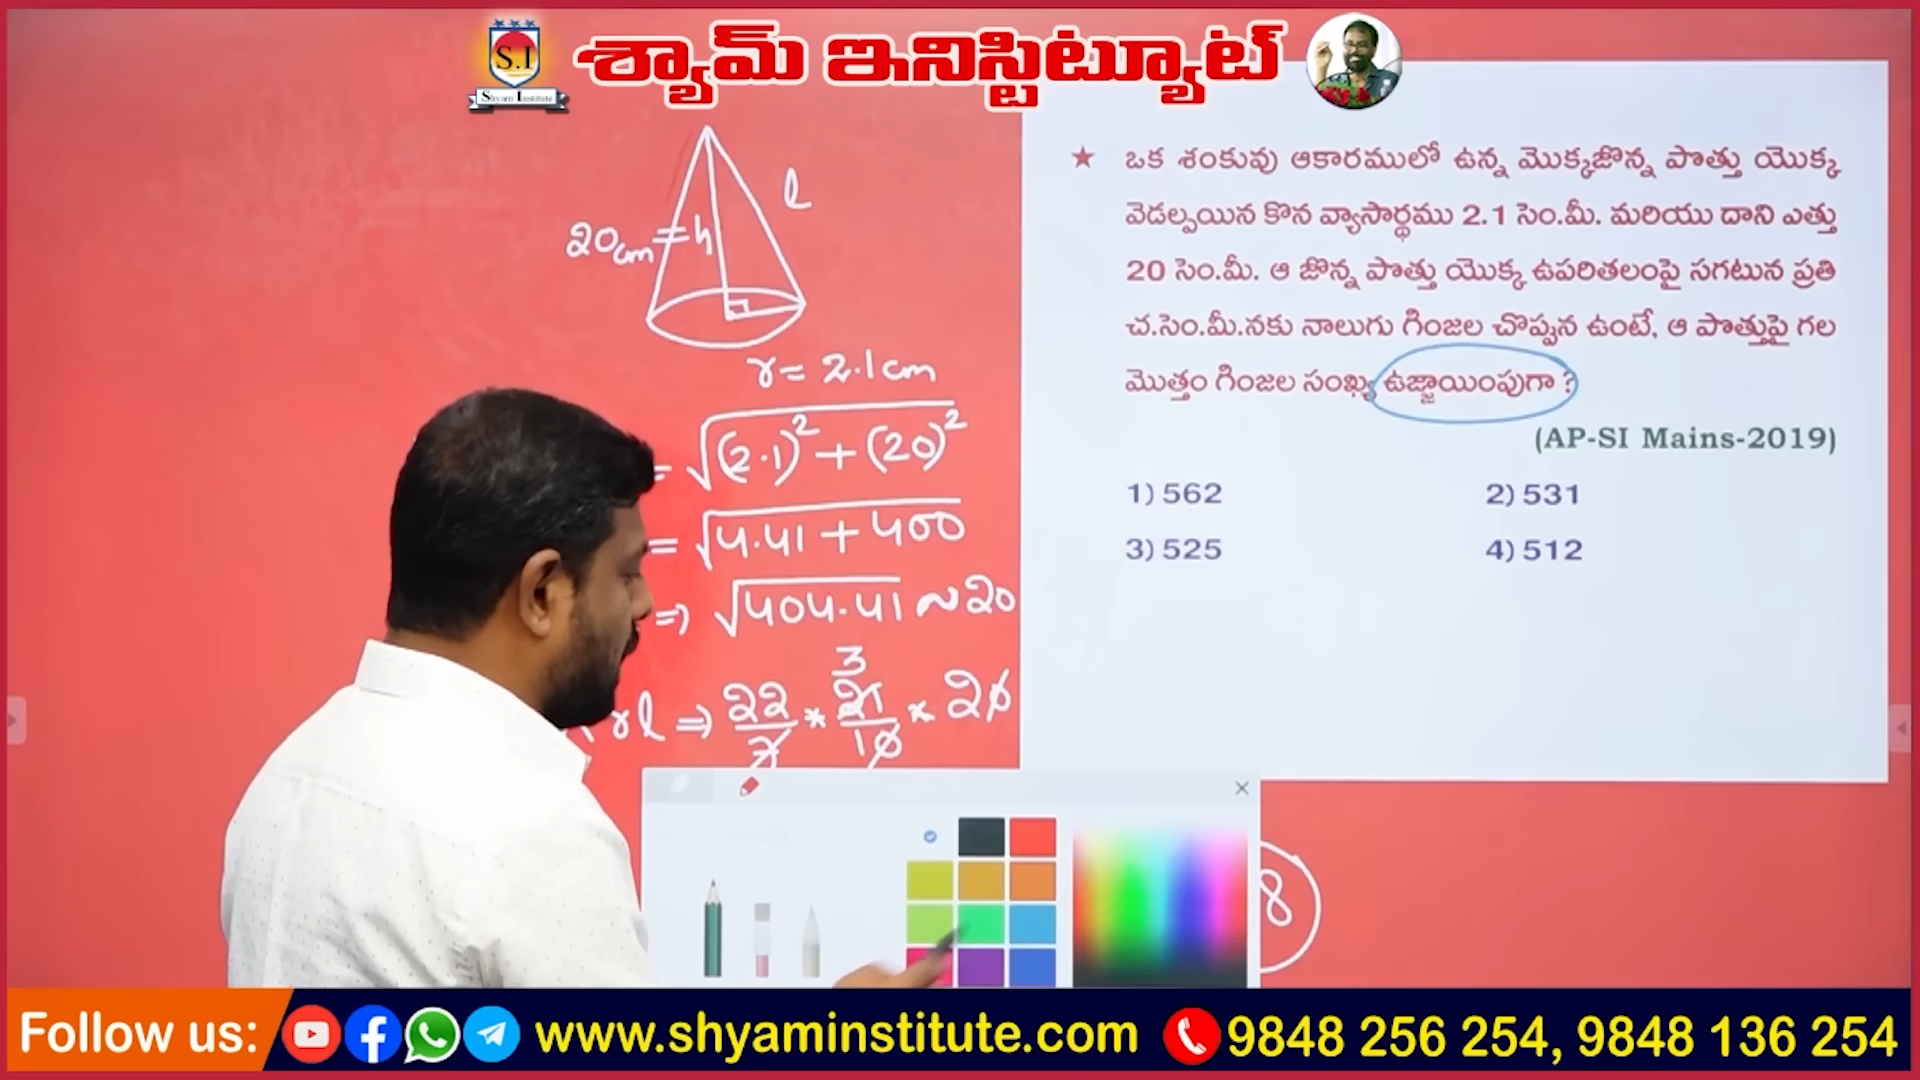 శ్యామ్ ఇనిస్టిట్యూట్
S.I
Shyam Institute
l
20cm = h
r = 2.1cm
= √(2.1)² + (20)²
= √4.41 + 400
⇒ √404.41 ~ 20
rl ⇒ 22/7 * 21/10 * 20
3
★ ఒక శంకువు ఆకారములో ఉన్న మొక్కజొన్న పొత్తు యొక్క
వెడల్పయిన కొన వ్యాసార్థము 2.1 సెం.మీ. మరియు దాని ఎత్తు
20 సెం.మీ. ఆ జొన్న పొత్తు యొక్క ఉపరితలంపై సగటున ప్రతి
చ.సెం.మీ.నకు నాలుగు గింజల చొప్పున ఉంటే, ఆ పొత్తుపై గల
మొత్తం గింజల సంఖ్య ఉజ్జాయింపుగా ?
(AP-SI Mains-2019)
1) 562 2) 531
3) 525 4) 512
8
Follow us: www.shyaminstitute.com 9848 256 254, 9848 136 254